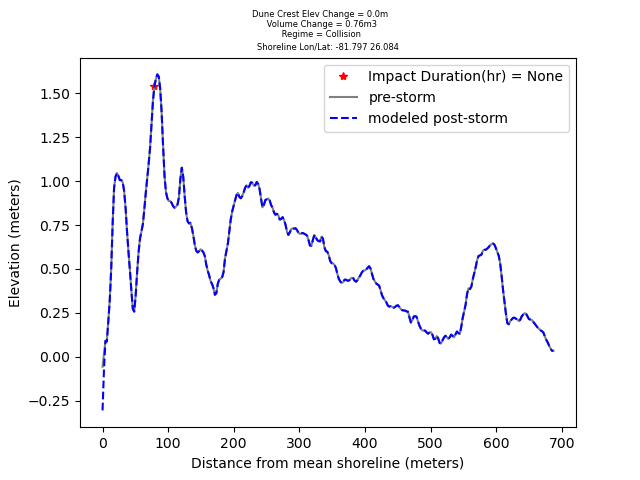 Dune Crest Elev Change = 0.0m
Volume Change = 0.76m3
Regime = Collision
Shoreline Lon/Lat: -81.797 26.084
Impact Duration(hr) = None
pre-storm
modeled post-storm
Elevation (meters)
1.50
1.25
1.00
0.75
0.50
0.25
0.00
−0.25
0 100 200 300 400 500 600 700
Distance from mean shoreline (meters)